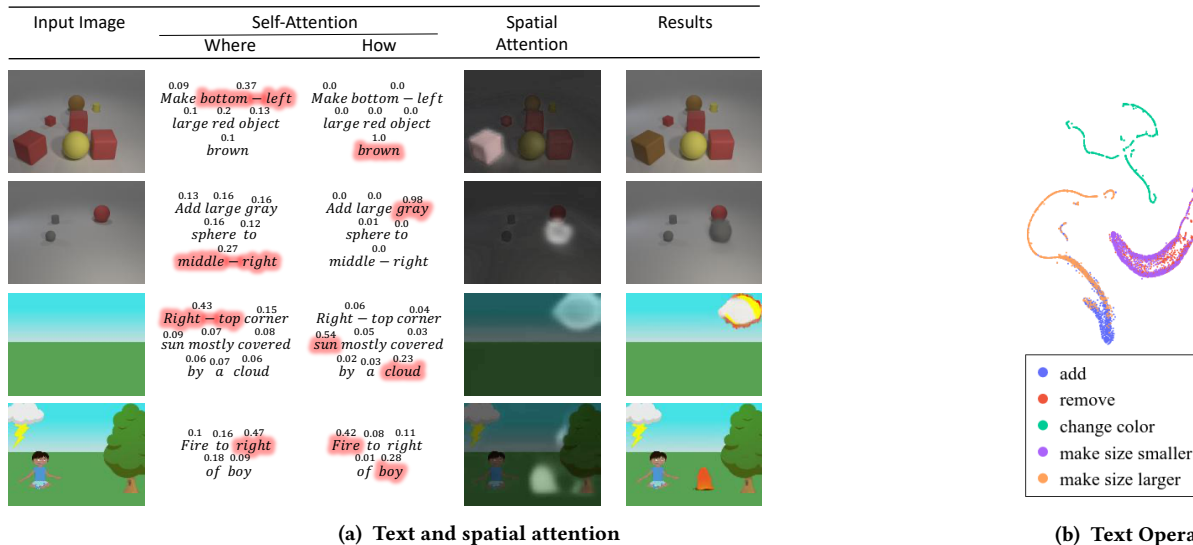 Input Image Self-Attention Spatial Attention Results
Where How
0.09 0.37
Make bottom − left
0.1 0.2 0.13
large red object
0.1
brown
0.0 0.0
Make bottom − left
0.0 0.0 0.0
large red object
1.0
brown
0.13 0.16 0.16
Add large gray
0.16 0.12
sphere to
0.27
middle − right
0.0 0.0 0.98
Add large gray
0.01 0.0
sphere to
0.0
middle − right
0.43 0.15
Right − top corner
0.09 0.07 0.08
sun mostly covered
0.06 0.07 0.06
by a cloud
0.06 0.04
Right − top corner
0.54 0.05 0.03
sun mostly covered
0.02 0.03 0.23
by a cloud
0.1 0.16 0.47
Fire to right
0.18 0.09
of boy
0.42 0.08 0.11
Fire to right
0.01 0.28
of boy
(a) Text and spatial attention
add
remove
change color
make size smaller
make size larger
(b) Text Opera